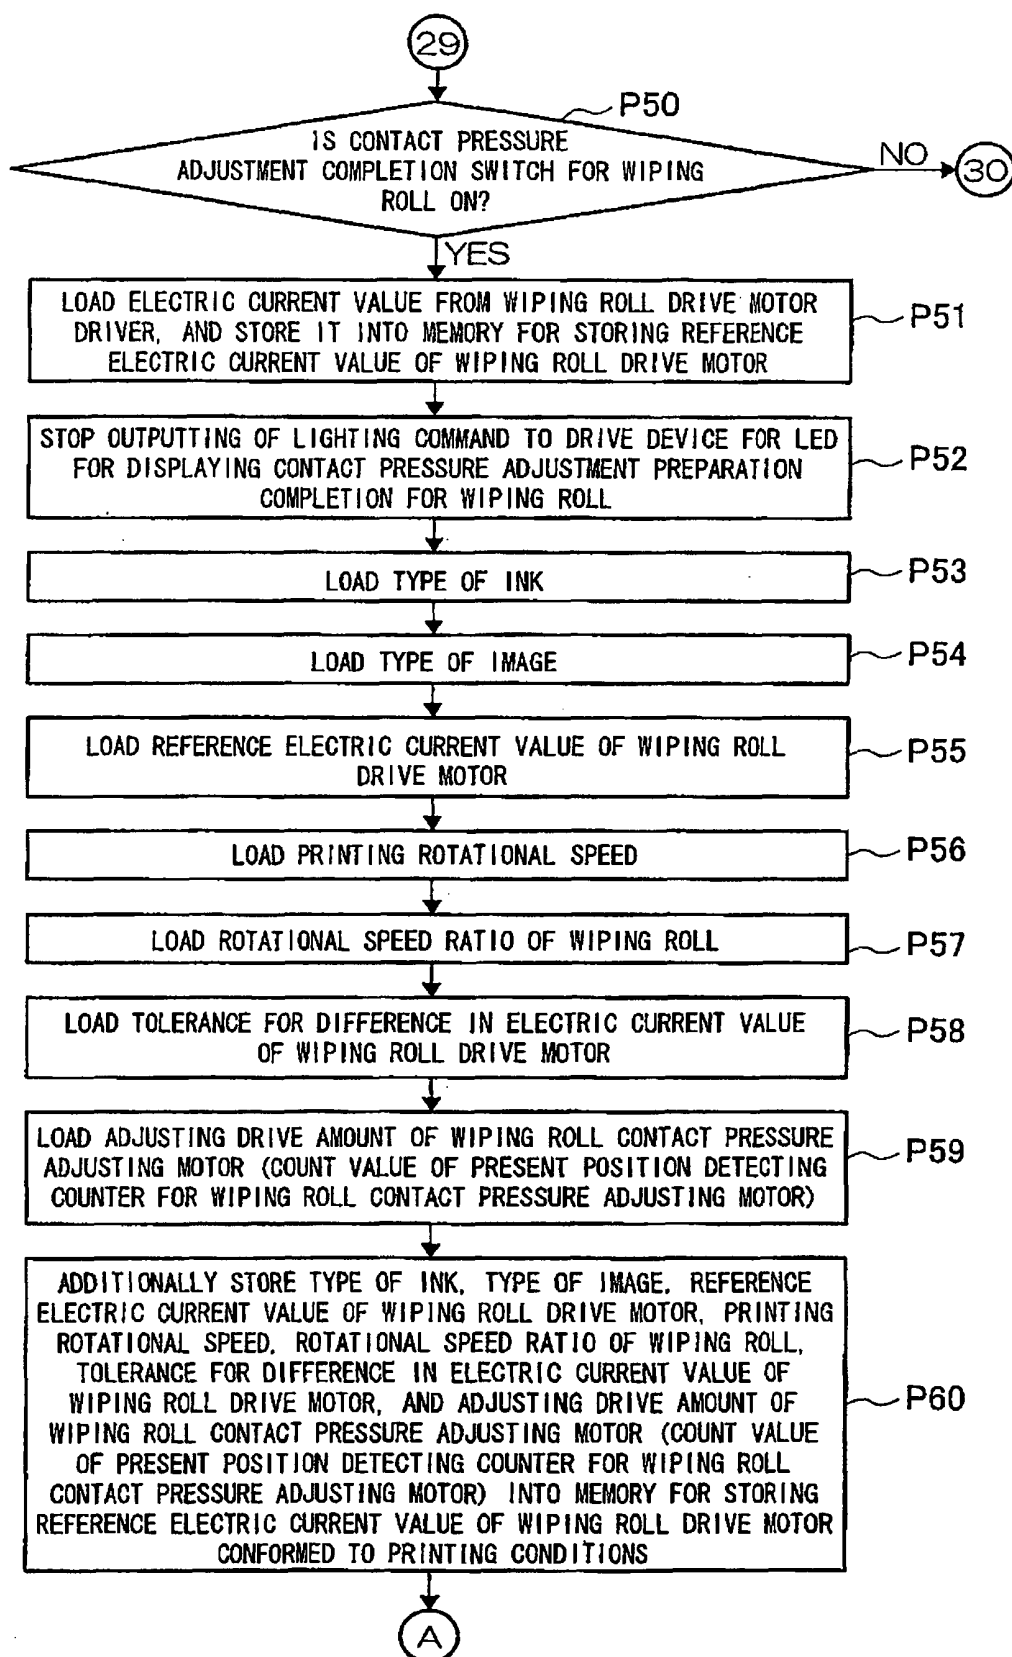 29
P50
IS CONTACT PRESSURE
ADJUSTMENT COMPLETION SWITCH FOR WIPING
ROLL ON?
NO
30
YES
LOAD ELECTRIC CURRENT VALUE FROM WIPING ROLL DRIVE MOTOR
DRIVER, AND STORE IT INTO MEMORY FOR STORING REFERENCE
ELECTRIC CURRENT VALUE OF WIPING ROLL DRIVE MOTOR
P51
STOP OUTPUTTING OF LIGHTING COMMAND TO DRIVE DEVICE FOR LED
FOR DISPLAYING CONTACT PRESSURE ADJUSTMENT PREPARATION
COMPLETION FOR WIPING ROLL
P52
LOAD TYPE OF INK
P53
LOAD TYPE OF IMAGE
P54
LOAD REFERENCE ELECTRIC CURRENT VALUE OF WIPING ROLL
DRIVE MOTOR
P55
LOAD PRINTING ROTATIONAL SPEED
P56
LOAD ROTATIONAL SPEED RATIO OF WIPING ROLL
P57
LOAD TOLERANCE FOR DIFFERENCE IN ELECTRIC CURRENT VALUE
OF WIPING ROLL DRIVE MOTOR
P58
LOAD ADJUSTING DRIVE AMOUNT OF WIPING ROLL CONTACT PRESSURE
ADJUSTING MOTOR (COUNT VALUE OF PRESENT POSITION DETECTING
COUNTER FOR WIPING ROLL CONTACT PRESSURE ADJUSTING MOTOR)
P59
ADDITIONALLY STORE TYPE OF INK, TYPE OF IMAGE, REFERENCE
ELECTRIC CURRENT VALUE OF WIPING ROLL DRIVE MOTOR, PRINTING
ROTATIONAL SPEED, ROTATIONAL SPEED RATIO OF WIPING ROLL,
TOLERANCE FOR DIFFERENCE IN ELECTRIC CURRENT VALUE OF
WIPING ROLL DRIVE MOTOR, AND ADJUSTING DRIVE AMOUNT OF
WIPING ROLL CONTACT PRESSURE ADJUSTING MOTOR (COUNT VALUE
OF PRESENT POSITION DETECTING COUNTER FOR WIPING ROLL
CONTACT PRESSURE ADJUSTING MOTOR) INTO MEMORY FOR STORING
REFERENCE ELECTRIC CURRENT VALUE OF WIPING ROLL DRIVE MOTOR
CONFORMED TO PRINTING CONDITIONS
P60
A